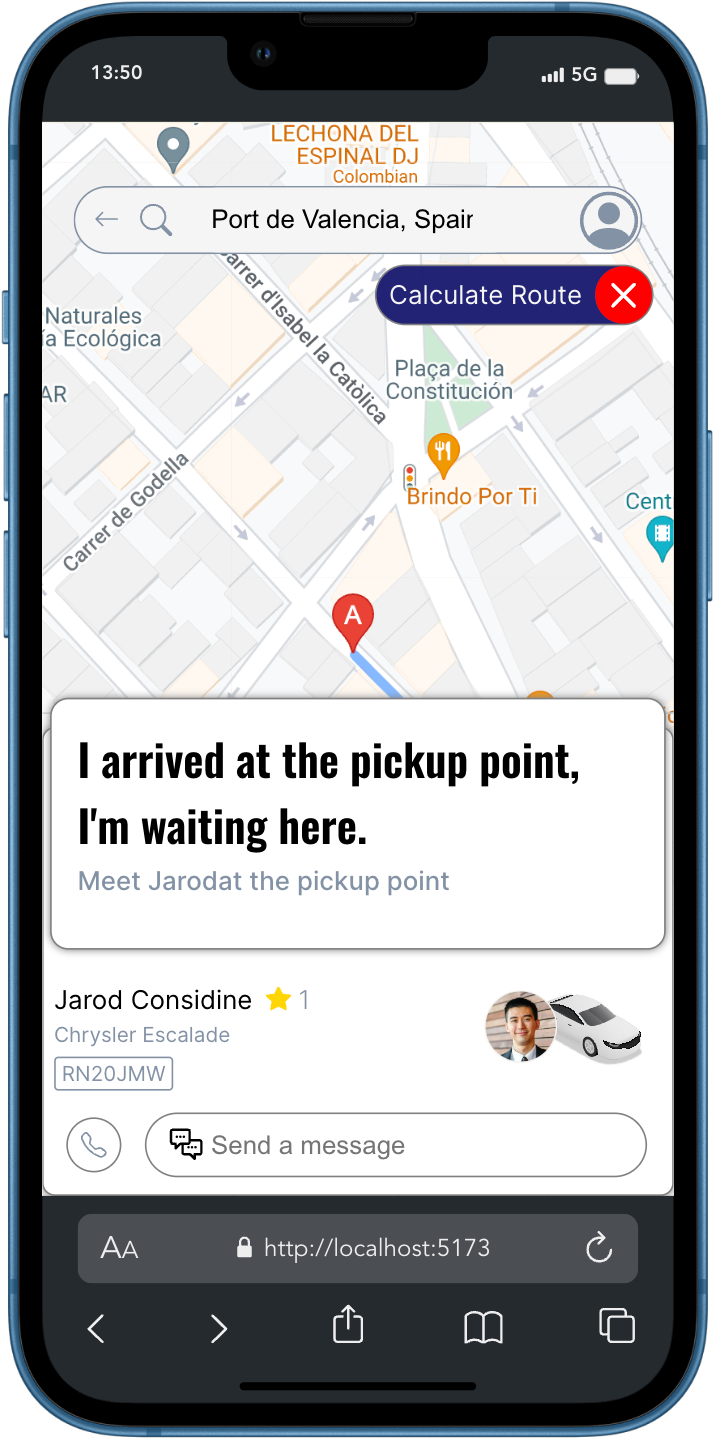 13:50
5G
LECHONA DEL
ESPINAL DJ
Colombian
Port de Valencia, Spain
Calculate Route
Carrer d'Isabel la Catòlica
Naturales
ía Ecológica
Plaça de la
Constitución
AR
Brindo Por Ti
Carrer de Godella
Cent
A
I arrived at the pickup point,
I'm waiting here.
Meet Jarodat the pickup point
Jarod Considine 1
Chrysler Escalade
RN20JMW
Send a message
AA http://localhost:5173